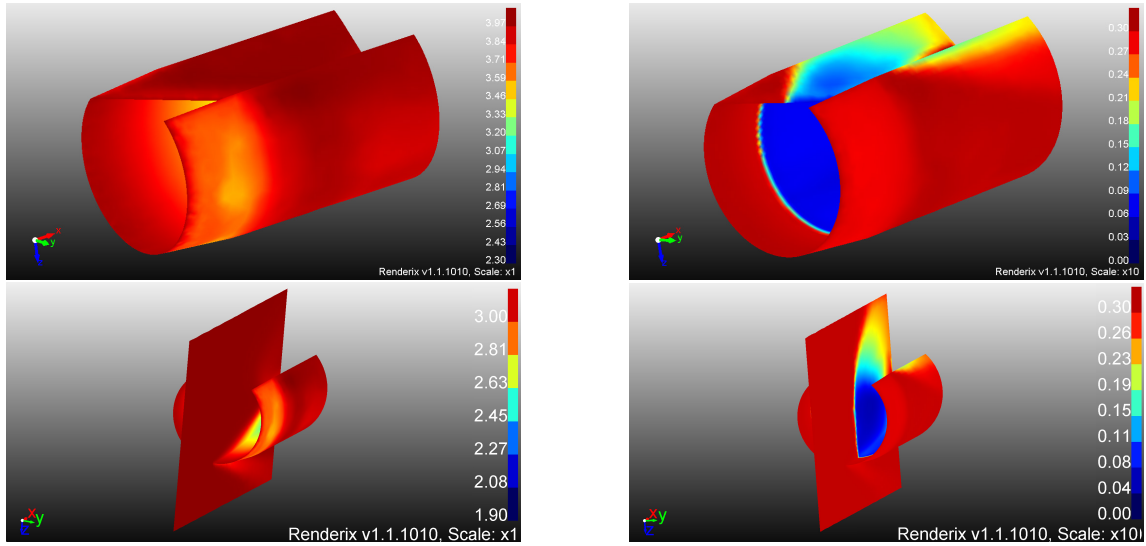 3.97
3.84
3.71
3.59
3.46
3.33
3.20
3.07
2.94
2.81
2.69
2.56
2.43
2.30
x
y
Renderix v1.1.1010, Scale: x1
0.30
0.27
0.24
0.21
0.18
0.15
0.12
0.09
0.06
0.03
0.00
x
y
Renderix v1.1.1010, Scale: x10
3.00
2.81
2.63
2.45
2.27
2.08
1.90
x
y
z
Renderix v1.1.1010, Scale: x1
0.30
0.26
0.23
0.19
0.15
0.11
0.08
0.04
0.00
x
y
z
Renderix v1.1.1010, Scale: x10